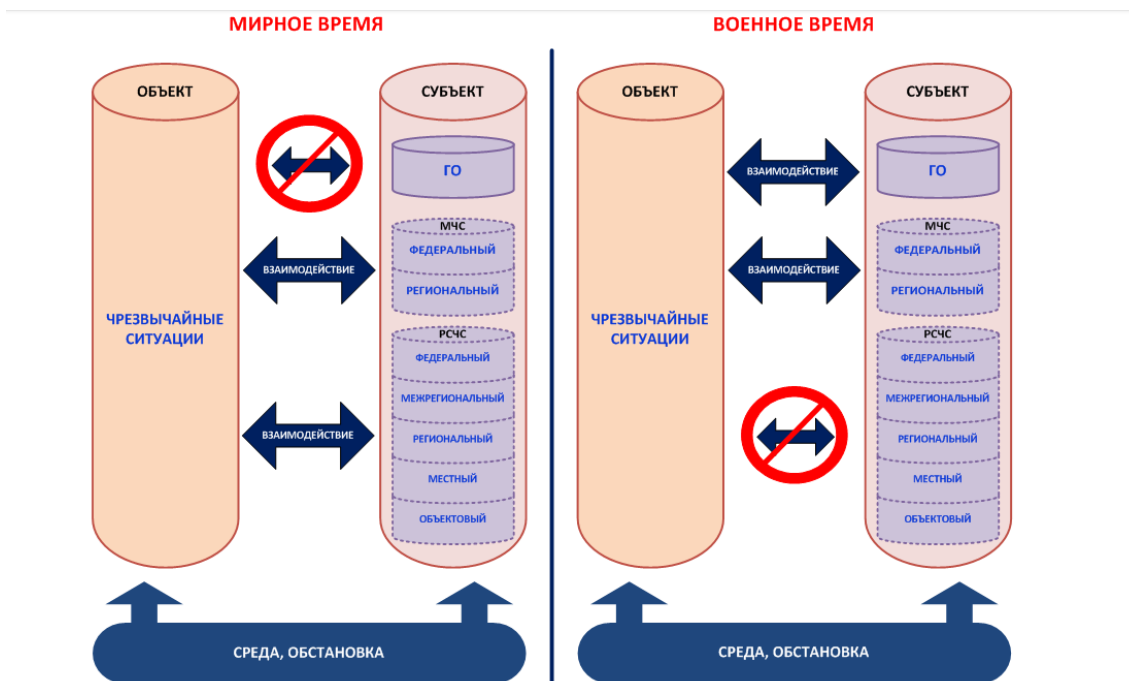 МИРНОЕ ВРЕМЯ
ОБЪЕКТ
СУБЪЕКТ
ГО
МЧС
ФЕДЕРАЛЬНЫЙ
ВЗАИМОДЕЙСТВИЕ
РЕГИОНАЛЬНЫЙ
ЧРЕЗВЫЧАЙНЫЕ
СИТУАЦИИ
РСЧС
ФЕДЕРАЛЬНЫЙ
МЕЖРЕГИОНАЛЬНЫЙ
ВЗАИМОДЕЙСТВИЕ
РЕГИОНАЛЬНЫЙ
МЕСТНЫЙ
ОБЪЕКТОВЫЙ
СРЕДА, ОБСТАНОВКА
ВОЕННОЕ ВРЕМЯ
ОБЪЕКТ
СУБЪЕКТ
ВЗАИМОДЕЙСТВИЕ
ГО
МЧС
ФЕДЕРАЛЬНЫЙ
ВЗАИМОДЕЙСТВИЕ
РЕГИОНАЛЬНЫЙ
ЧРЕЗВЫЧАЙНЫЕ
СИТУАЦИИ
РСЧС
ФЕДЕРАЛЬНЫЙ
МЕЖРЕГИОНАЛЬНЫЙ
РЕГИОНАЛЬНЫЙ
МЕСТНЫЙ
ОБЪЕКТОВЫЙ
СРЕДА, ОБСТАНОВКА